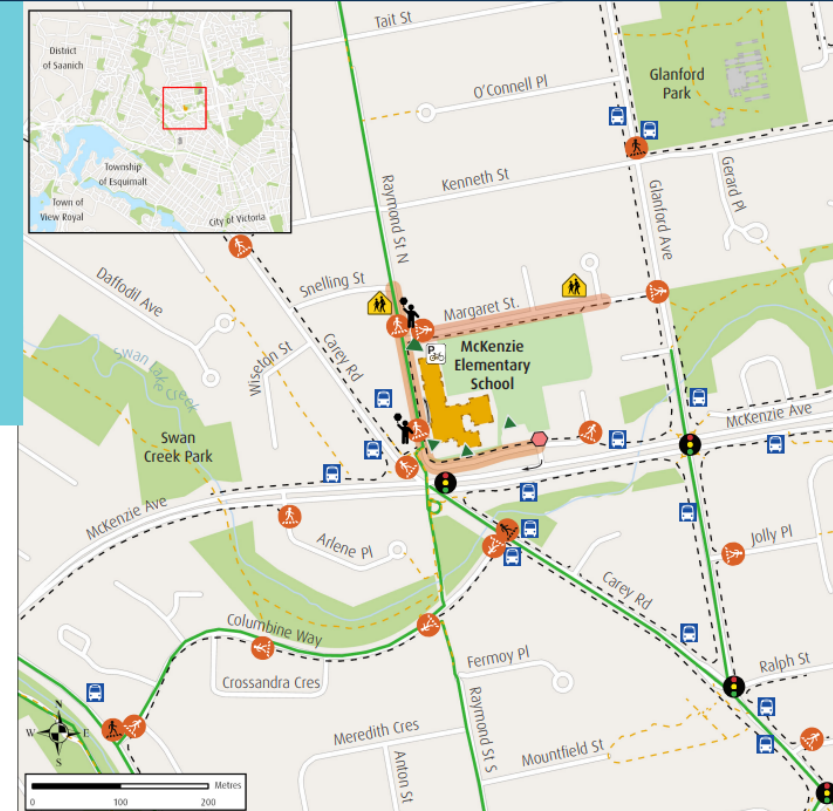 District
of Saanich
Township
of Esquimalt
Town of
View Royal
City of Victoria
Tait St
O'Connell Pl
Glanford
Park
Kenneth St
Raymond St N
Glanford Ave
Gerard Pl
Snelling St
Margaret St.
Daffodil Ave
Wiseton St
Carey Rd
P
McKenzie
Elementary
School
Swan Lake Creek
Swan
Creek Park
McKenzie Ave
McKenzie Ave
Arlene Pl
Jolly Pl
Carey Rd
Columbine Way
Fermoy Pl
Ralph St
Crossandra Cres
Raymond St S
Meredith Cres
Anton St
Mountfield St
N
W E
S
Metres
0 100 200